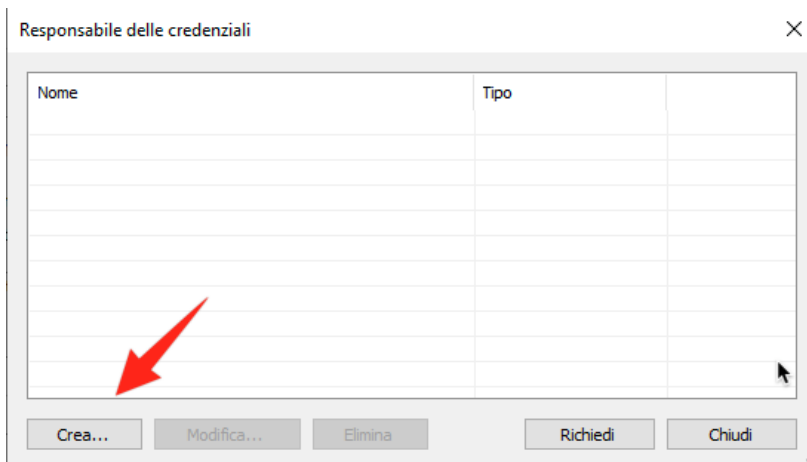 Responsabile delle credenziali
Nome Tipo
Crea... Modifica... Elimina Richiedi Chiudi